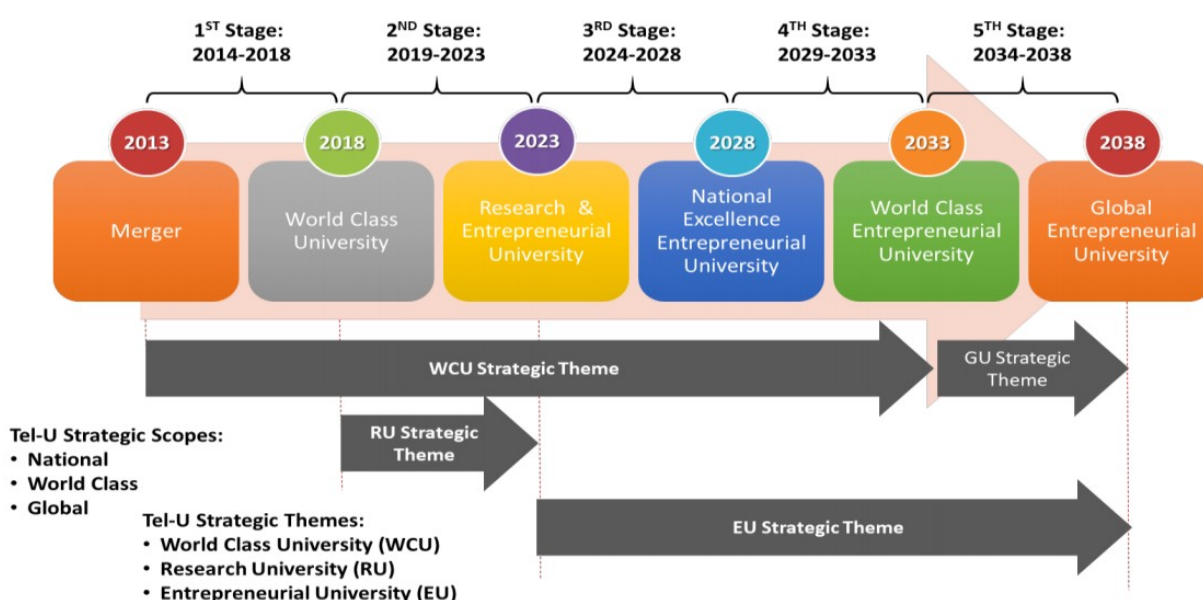 1ST Stage:
2014-2018
2ND Stage:
2019-2023
3RD Stage:
2024-2028
4TH Stage:
2029-2033
5TH Stage:
2034-2038
2013
2018
2023
2028
2033
2038
Merger
World Class
University
Research &
Entrepreneurial
University
National
Excellence
Entrepreneurial
University
World Class
Entrepreneurial
University
Global
Entrepreneurial
University
WCU Strategic Theme
GU Strategic
Theme
RU Strategic
Theme
EU Strategic Theme
Tel-U Strategic Scopes:
• National
• World Class
• Global
Tel-U Strategic Themes:
• World Class University (WCU)
• Research University (RU)
• Entrepreneurial University (EU)